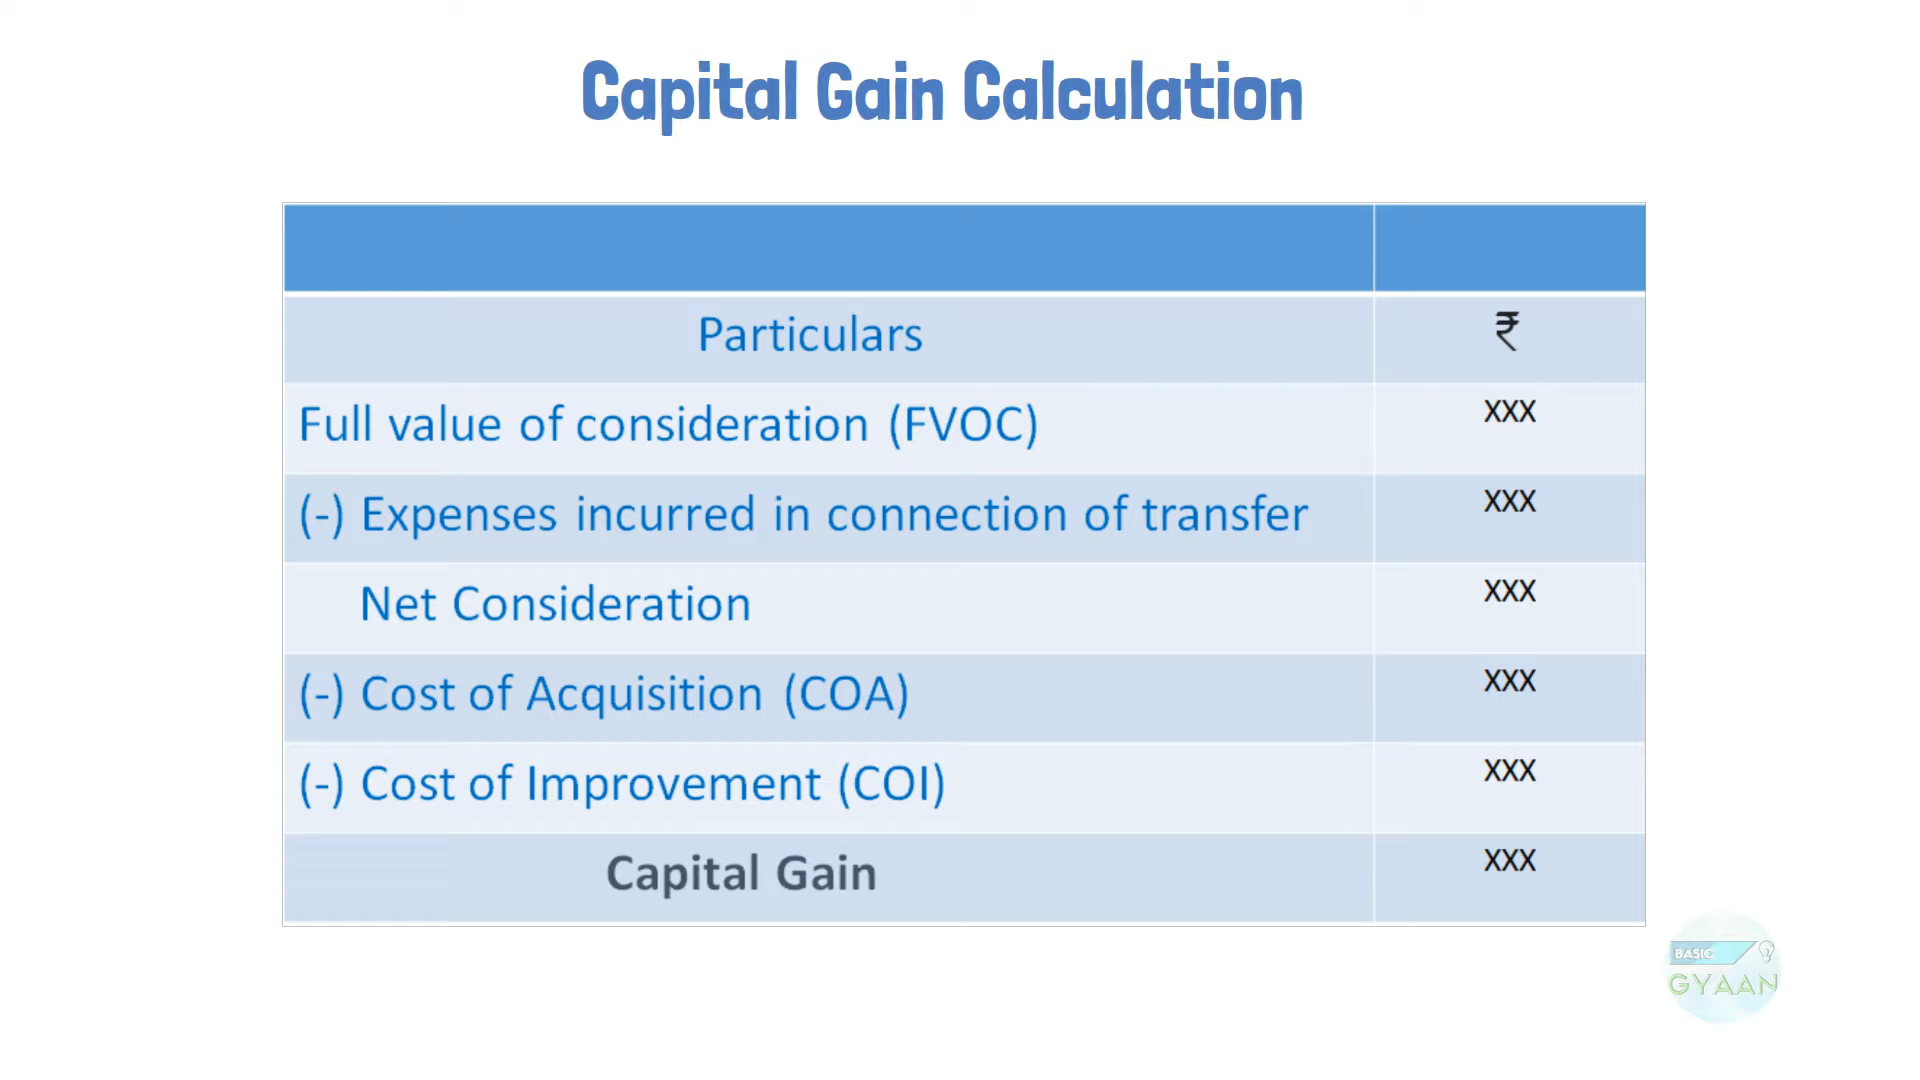 Capital Gain Calculation
Particulars ₹
Full value of consideration (FVOC) XXX
(-) Expenses incurred in connection of transfer XXX
Net Consideration XXX
(-) Cost of Acquisition (COA) XXX
(-) Cost of Improvement (COI) XXX
Capital Gain XXX
BASIC
GYAAN